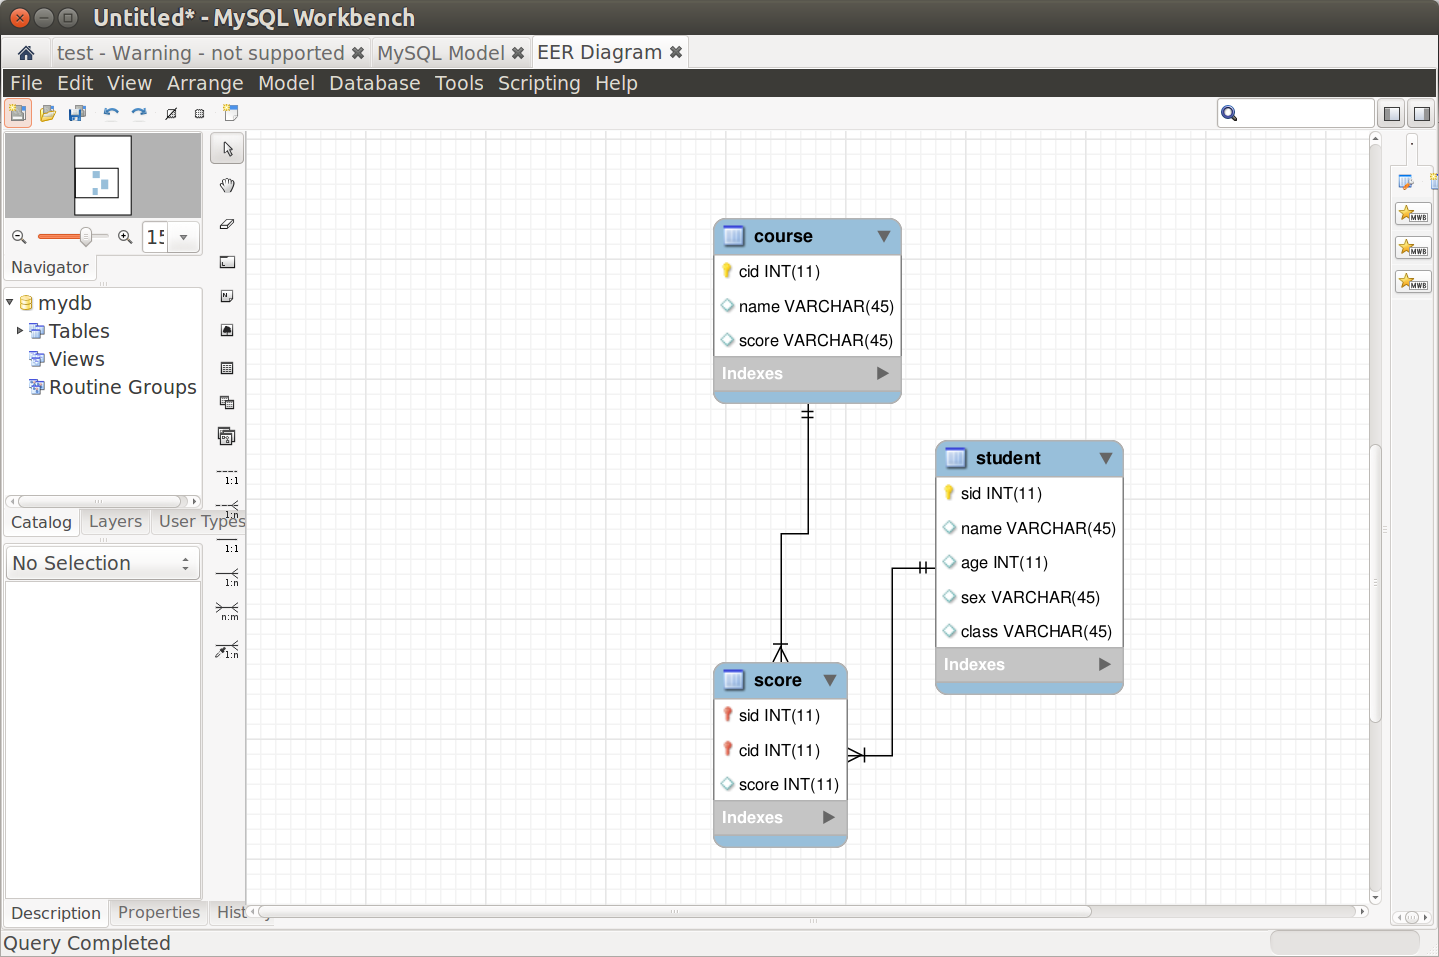 Untitled* - MySQL Workbench
test - Warning - not supported
MySQL Model
EER Diagram
File Edit View Arrange Model Database Tools Scripting Help
15
Navigator
mydb
Tables
Views
Routine Groups
Catalog Layers User Types
No Selection
Description Properties
1:1
1:n
1:1
1:n
n:m
1:n
course
cid INT(11)
name VARCHAR(45)
score VARCHAR(45)
Indexes
student
sid INT(11)
name VARCHAR(45)
age INT(11)
sex VARCHAR(45)
class VARCHAR(45)
Indexes
score
sid INT(11)
cid INT(11)
score INT(11)
Indexes
MWB
MWB
MWB
Query Completed